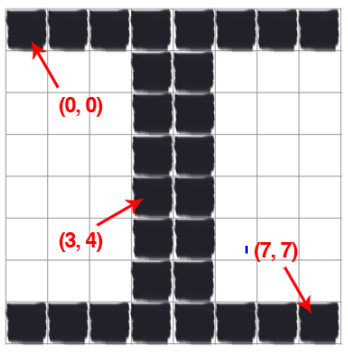 (0, 0)
(3, 4)
(7, 7)